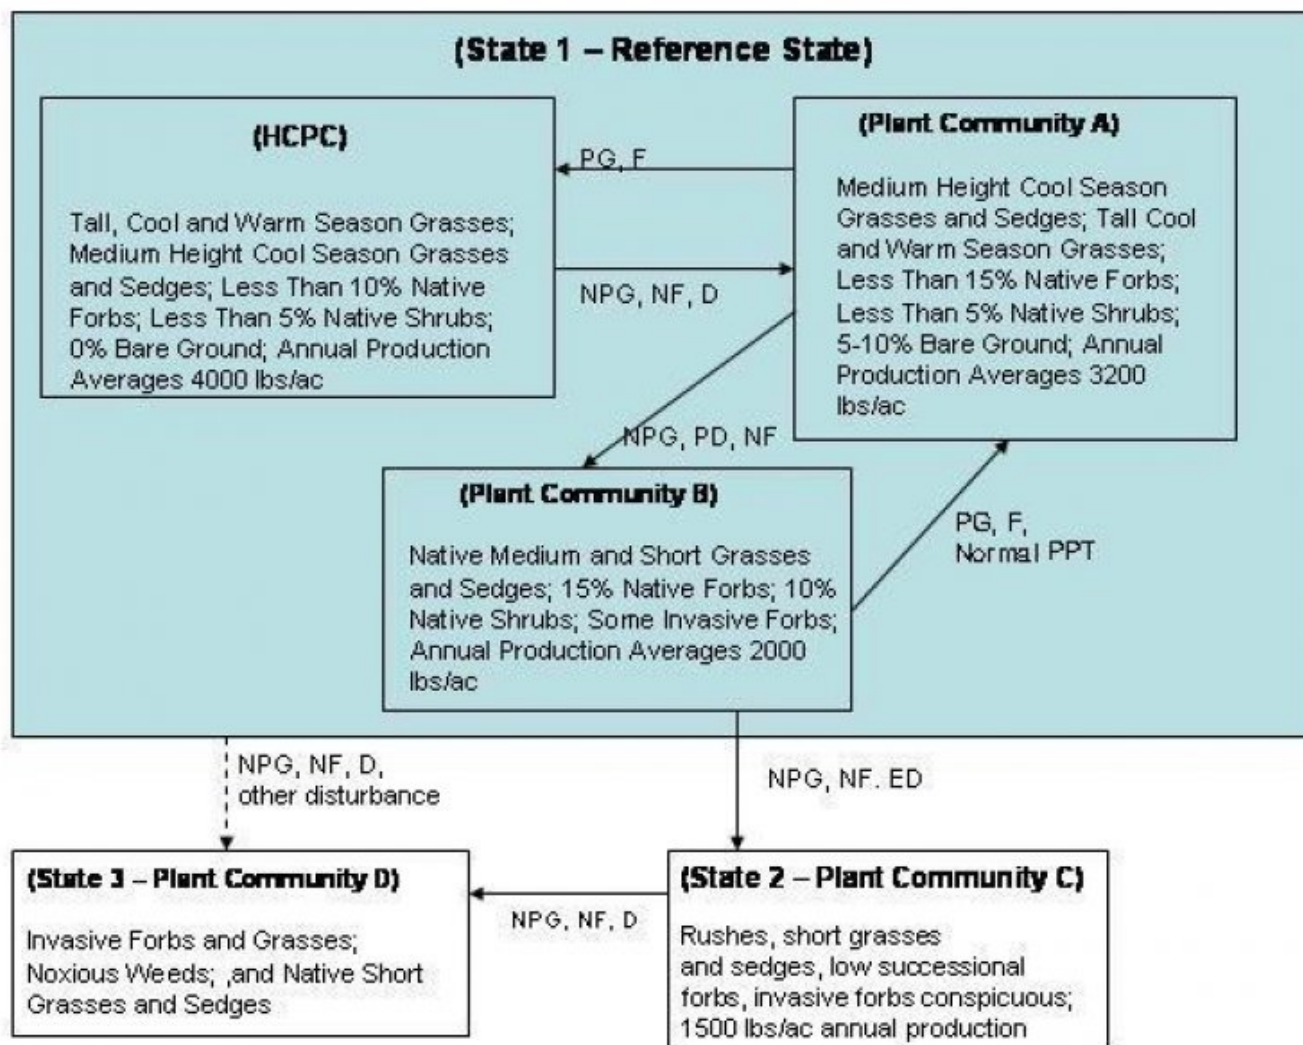 (State 1 – Reference State)
(HCPC)
Tall, Cool and Warm Season Grasses;
Medium Height Cool Season Grasses
and Sedges; Less Than 10% Native
Forbs; Less Than 5% Native Shrubs;
0% Bare Ground; Annual Production
Averages 4000 lbs/ac
PG, F
NPG, NF, D
(Plant Community A)
Medium Height Cool Season
Grasses and Sedges; Tall Cool
and Warm Season Grasses;
Less Than 15% Native Forbs;
Less Than 5% Native Shrubs;
5-10% Bare Ground; Annual
Production Averages 3200
lbs/ac
NPG, PD, NF
(Plant Community B)
Native Medium and Short Grasses
and Sedges; 15% Native Forbs; 10%
Native Shrubs; Some Invasive Forbs;
Annual Production Averages 2000
lbs/ac
PG, F,
Normal PPT
NPG, NF, D,
other disturbance
NPG, NF. ED
(State 3 – Plant Community D)
Invasive Forbs and Grasses;
Noxious Weeds; ,and Native Short
Grasses and Sedges
NPG, NF, D
(State 2 – Plant Community C)
Rushes, short grasses
and sedges, low successional
forbs, invasive forbs conspicuous;
1500 lbs/ac annual production